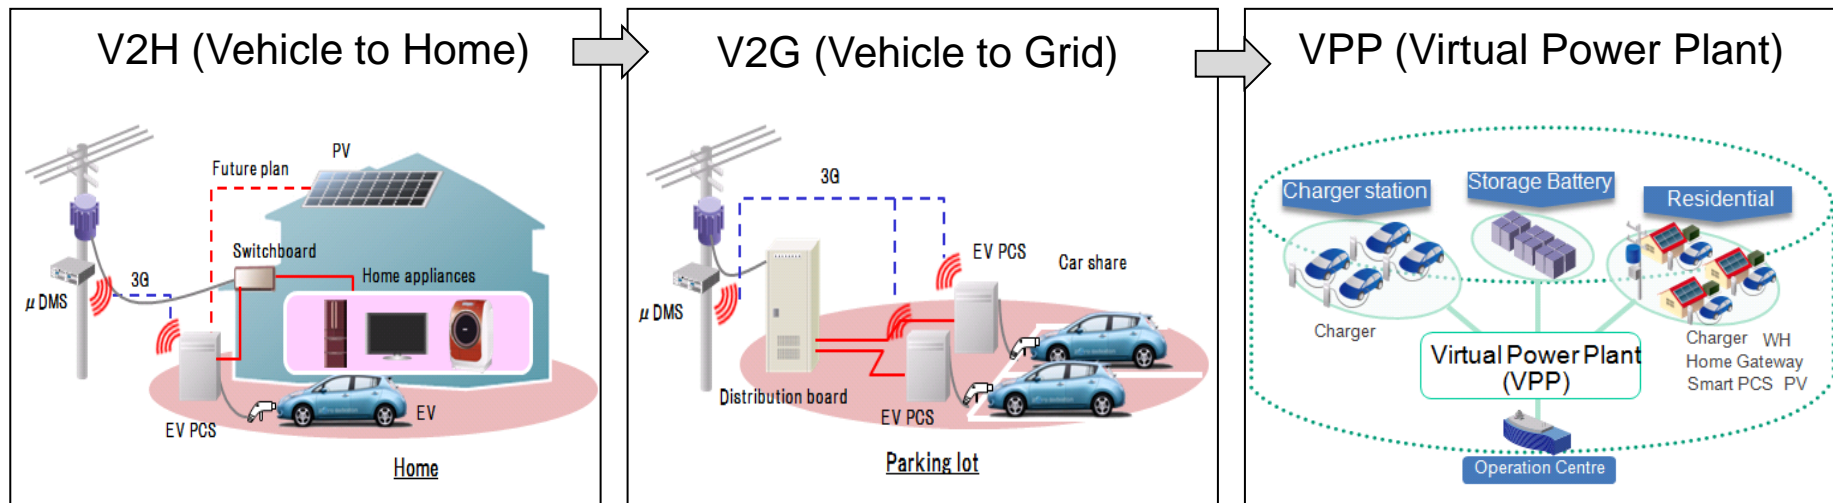 V2H (Vehicle to Home)
PV
Future plan
Switchboard
Home appliances
3G
μDMS
EV PCS
EV
Home
V2G (Vehicle to Grid)
3G
EV PCS
Car share
μDMS
Distribution board
EV PCS
Parking lot
VPP (Virtual Power Plant)
Charger station
Storage Battery
Residential
Charger
Charger WH
Home Gateway
Smart PCS PV
Virtual Power Plant
(VPP)
Operation Centre